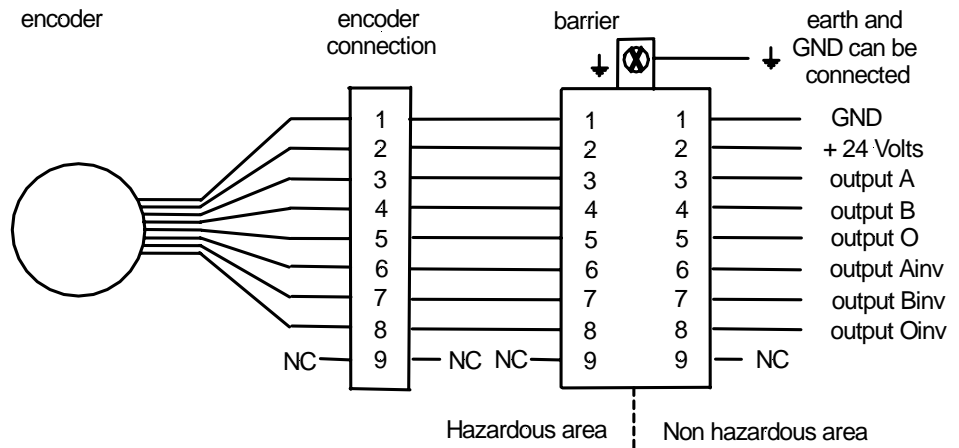 encoder
encoder
connection
barrier
earth and
GND can be
connected
1 1 1 GND
2 2 2 + 24 Volts
3 3 3 output A
4 4 4 output B
5 5 5 output O
6 6 6 output Ainv
7 7 7 output Binv
8 8 8 output Oinv
NC 9 NC NC 9 9 NC
Hazardous area Non hazardous area